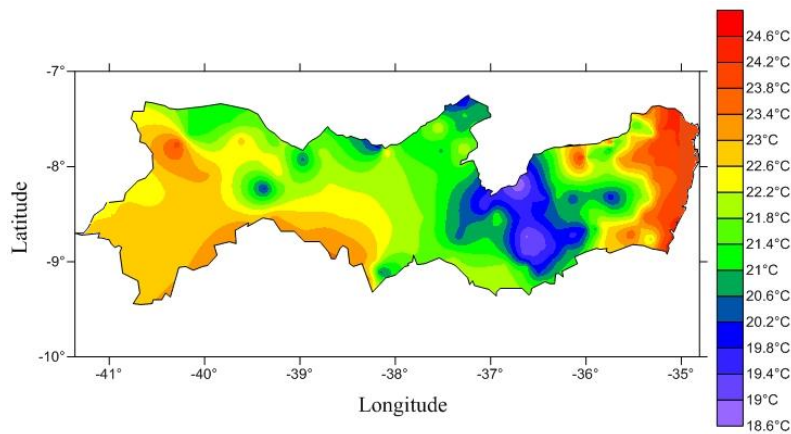 -7°
-8°
-9°
-10°
Latitude
-41°
-40°
-39°
-38°
-37°
-36°
-35°
Longitude
24.6°C
24.2°C
23.8°C
23.4°C
23°C
22.6°C
22.2°C
21.8°C
21.4°C
21°C
20.6°C
20.2°C
19.8°C
19.4°C
19°C
18.6°C